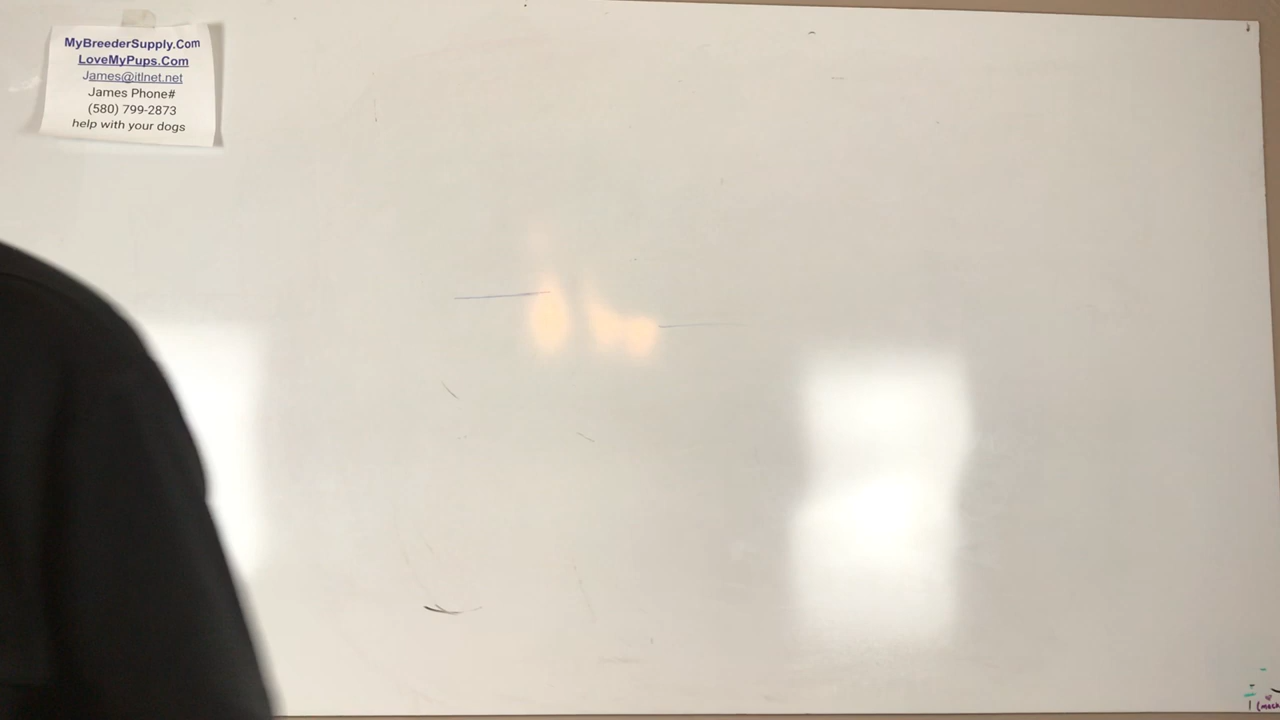 MyBreederSupply.Com
LoveMyPups.Com
James@itlnet.net
James Phone#
(580) 799-2873
help with your dogs